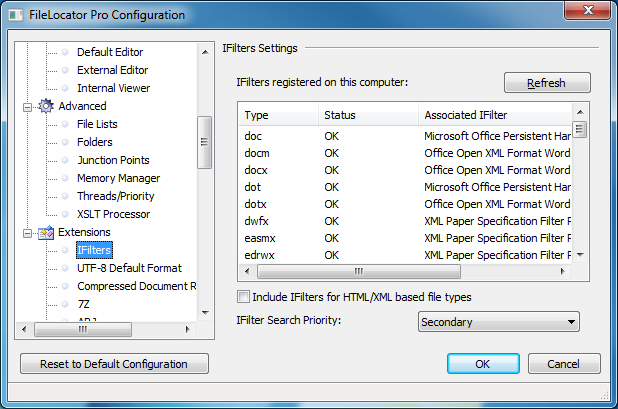 FileLocator Pro Configuration
Default Editor
External Editor
Internal Viewer
Advanced
File Lists
Folders
Junction Points
Memory Manager
Threads/Priority
XSLT Processor
Extensions
IFilters
UTF-8 Default Format
Compressed Document R
7Z
IFilters Settings
IFilters registered on this computer:
Refresh
Type Status Associated IFilter
doc OK Microsoft Office Persistent Han
docm OK Office Open XML Format Word
docx OK Office Open XML Format Word
dot OK Microsoft Office Persistent Han
dotx OK Office Open XML Format Word
dwfx OK XML Paper Specification Filter P
easmx OK XML Paper Specification Filter P
edrwx OK XML Paper Specification Filter P
Include IFilters for HTML/XML based file types
IFilter Search Priority: Secondary
Reset to Default Configuration
OK Cancel